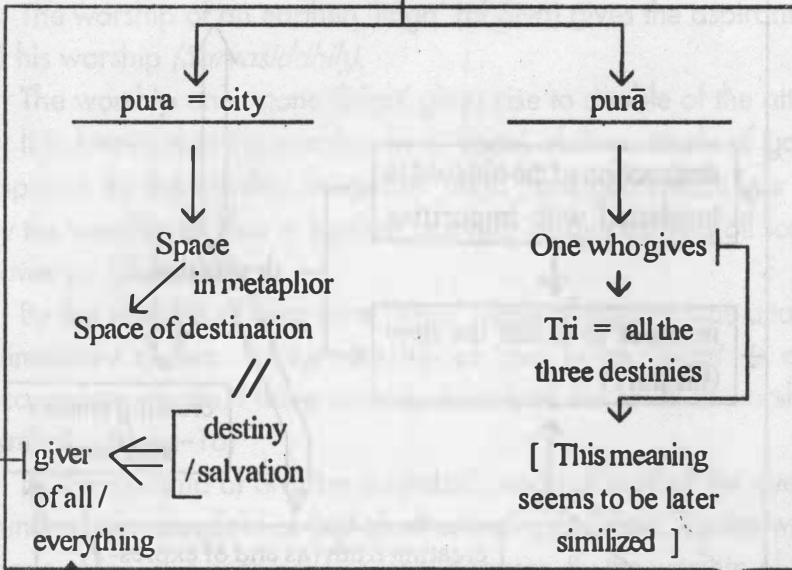 pura = city
Space
in metaphor
Space of destination
destiny
/salvation
giver
of all /
everything
purā
One who gives
Tri = all the
three destinies
[ This meaning
seems to be later
similized ]